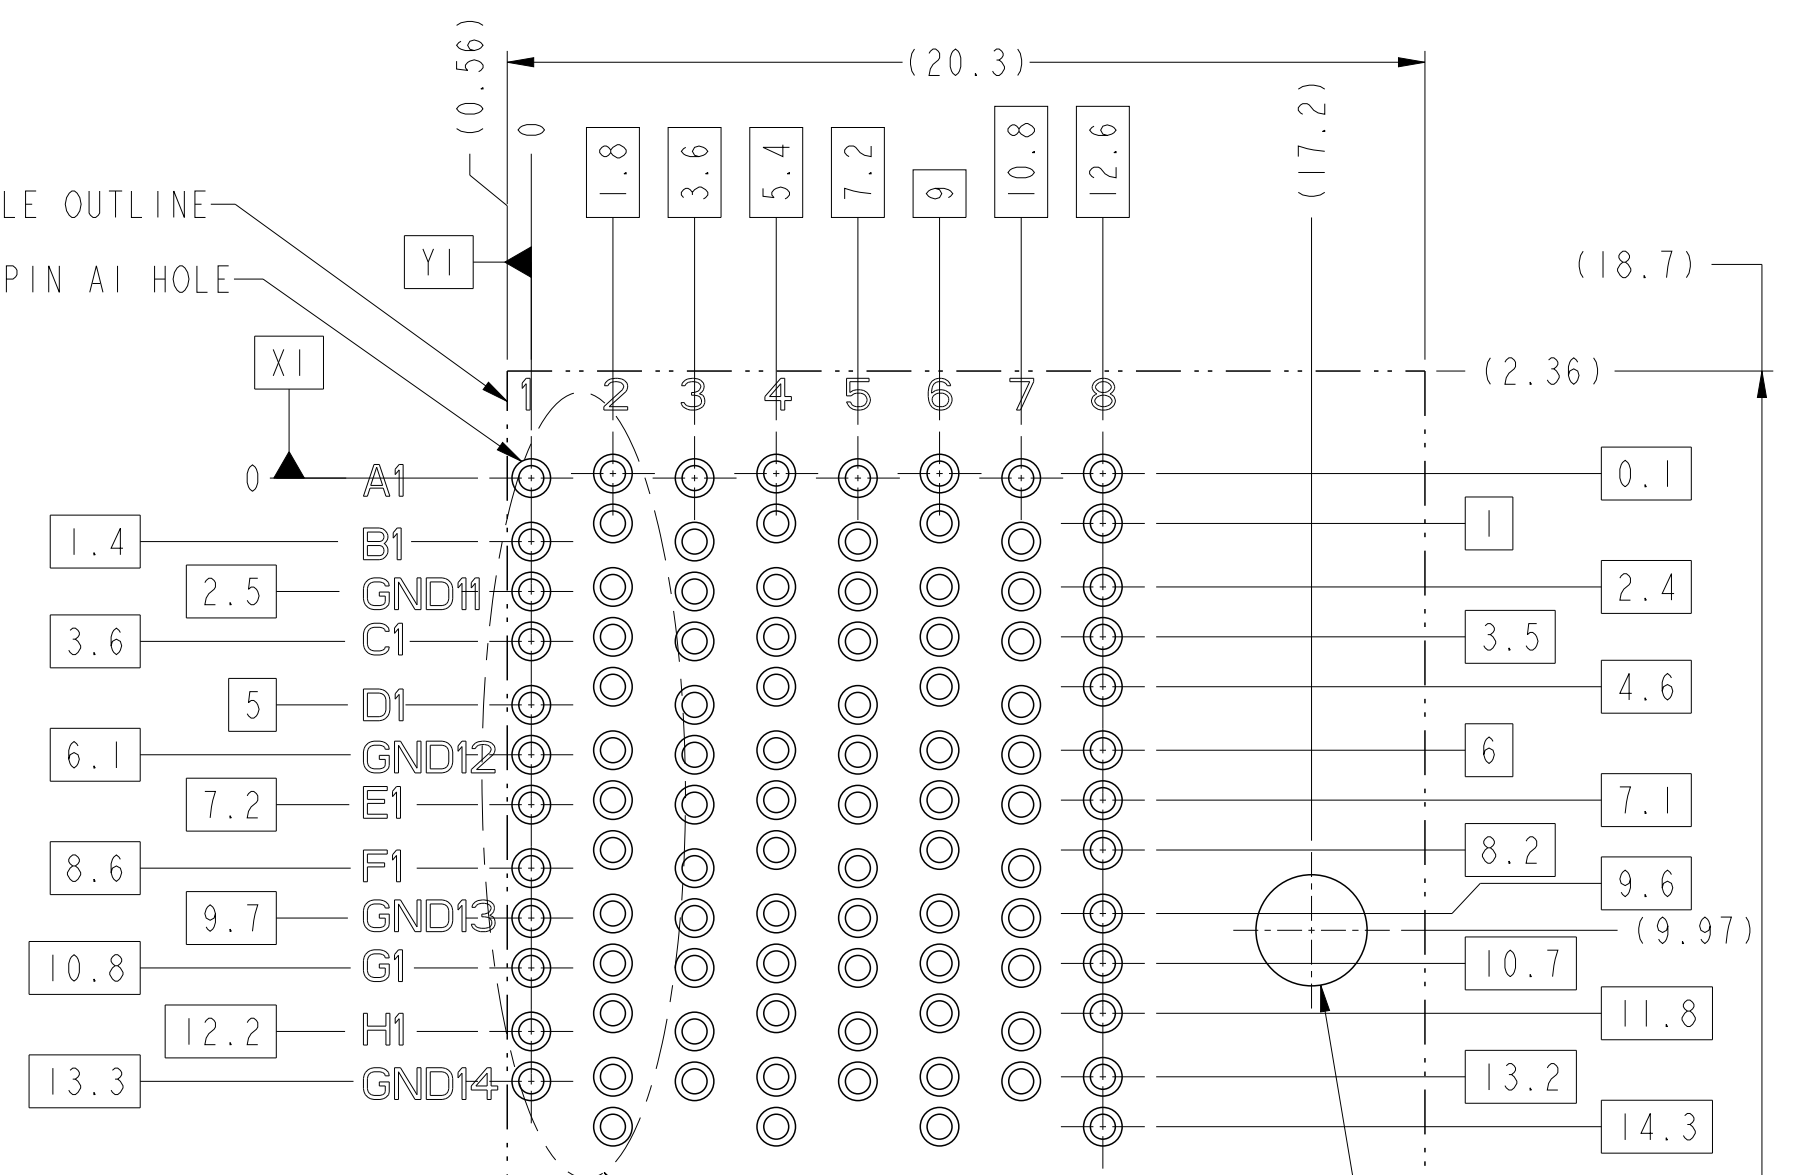 (0.56)
(20.3)
0
1.8
3.6
5.4
7.2
9
10.8
12.6
(17.2)
LE OUTLINE
Y1
PIN A1 HOLE
(18.7)
X1
(2.36)
1 2 3 4 5 6 7 8
0 A1 0.1
1
1.4 B1
2.5 GND11 2.4
3.6 C1 3.5
4.6
5 D1
6.1 GND12 6
7.2 E1 7.1
8.2
8.6 F1
9.6
9.7 GND13
(9.97)
10.8 G1 10.7
11.8
12.2 H1
13.3 GND14 13.2
14.3